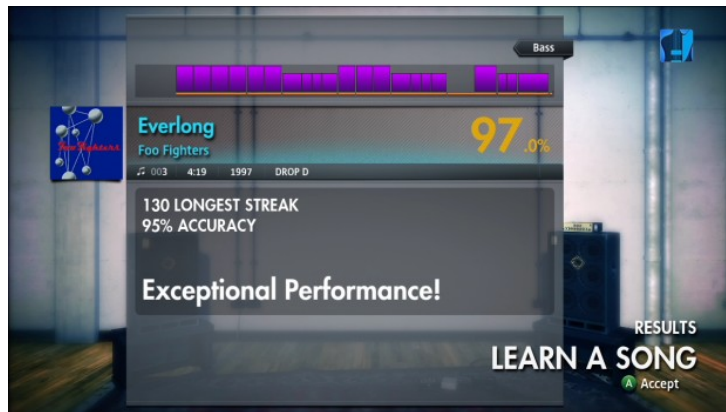 Bass
Everlong
Foo Fighters
97.0%
Foo Fighters
003 4:19 1997 DROP D
130 LONGEST STREAK
95% ACCURACY
Exceptional Performance!
RESULTS
LEARN A SONG
A Accept